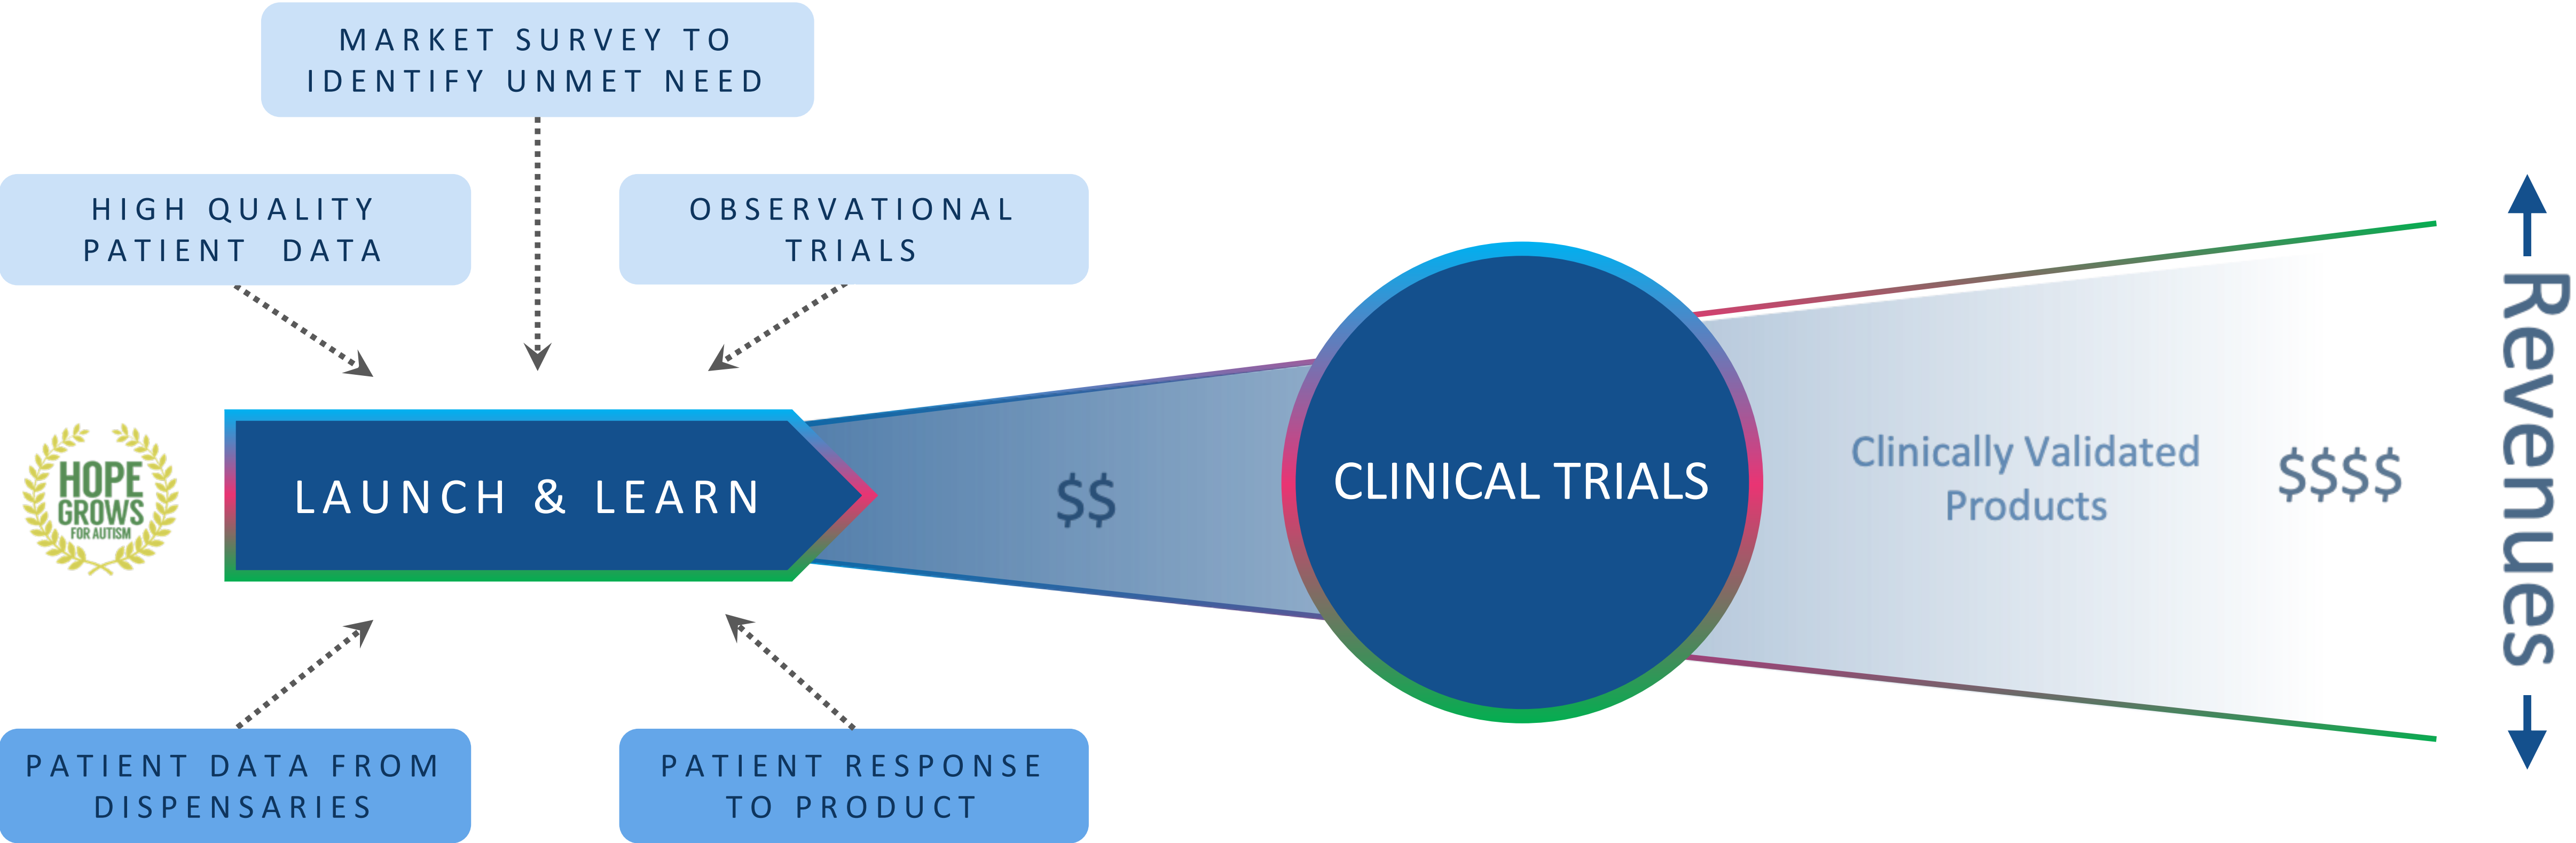 MARKET SURVEY TO
IDENTIFY UNMET NEED
HIGH QUALITY
PATIENT DATA
OBSERVATIONAL
TRIALS
HOPE
GROWS
FOR AUTISM
LAUNCH & LEARN
$$
CLINICAL TRIALS
Clinically Validated
Products
$$$$
Revenues
PATIENT DATA FROM
DISPENSARIES
PATIENT RESPONSE
TO PRODUCT